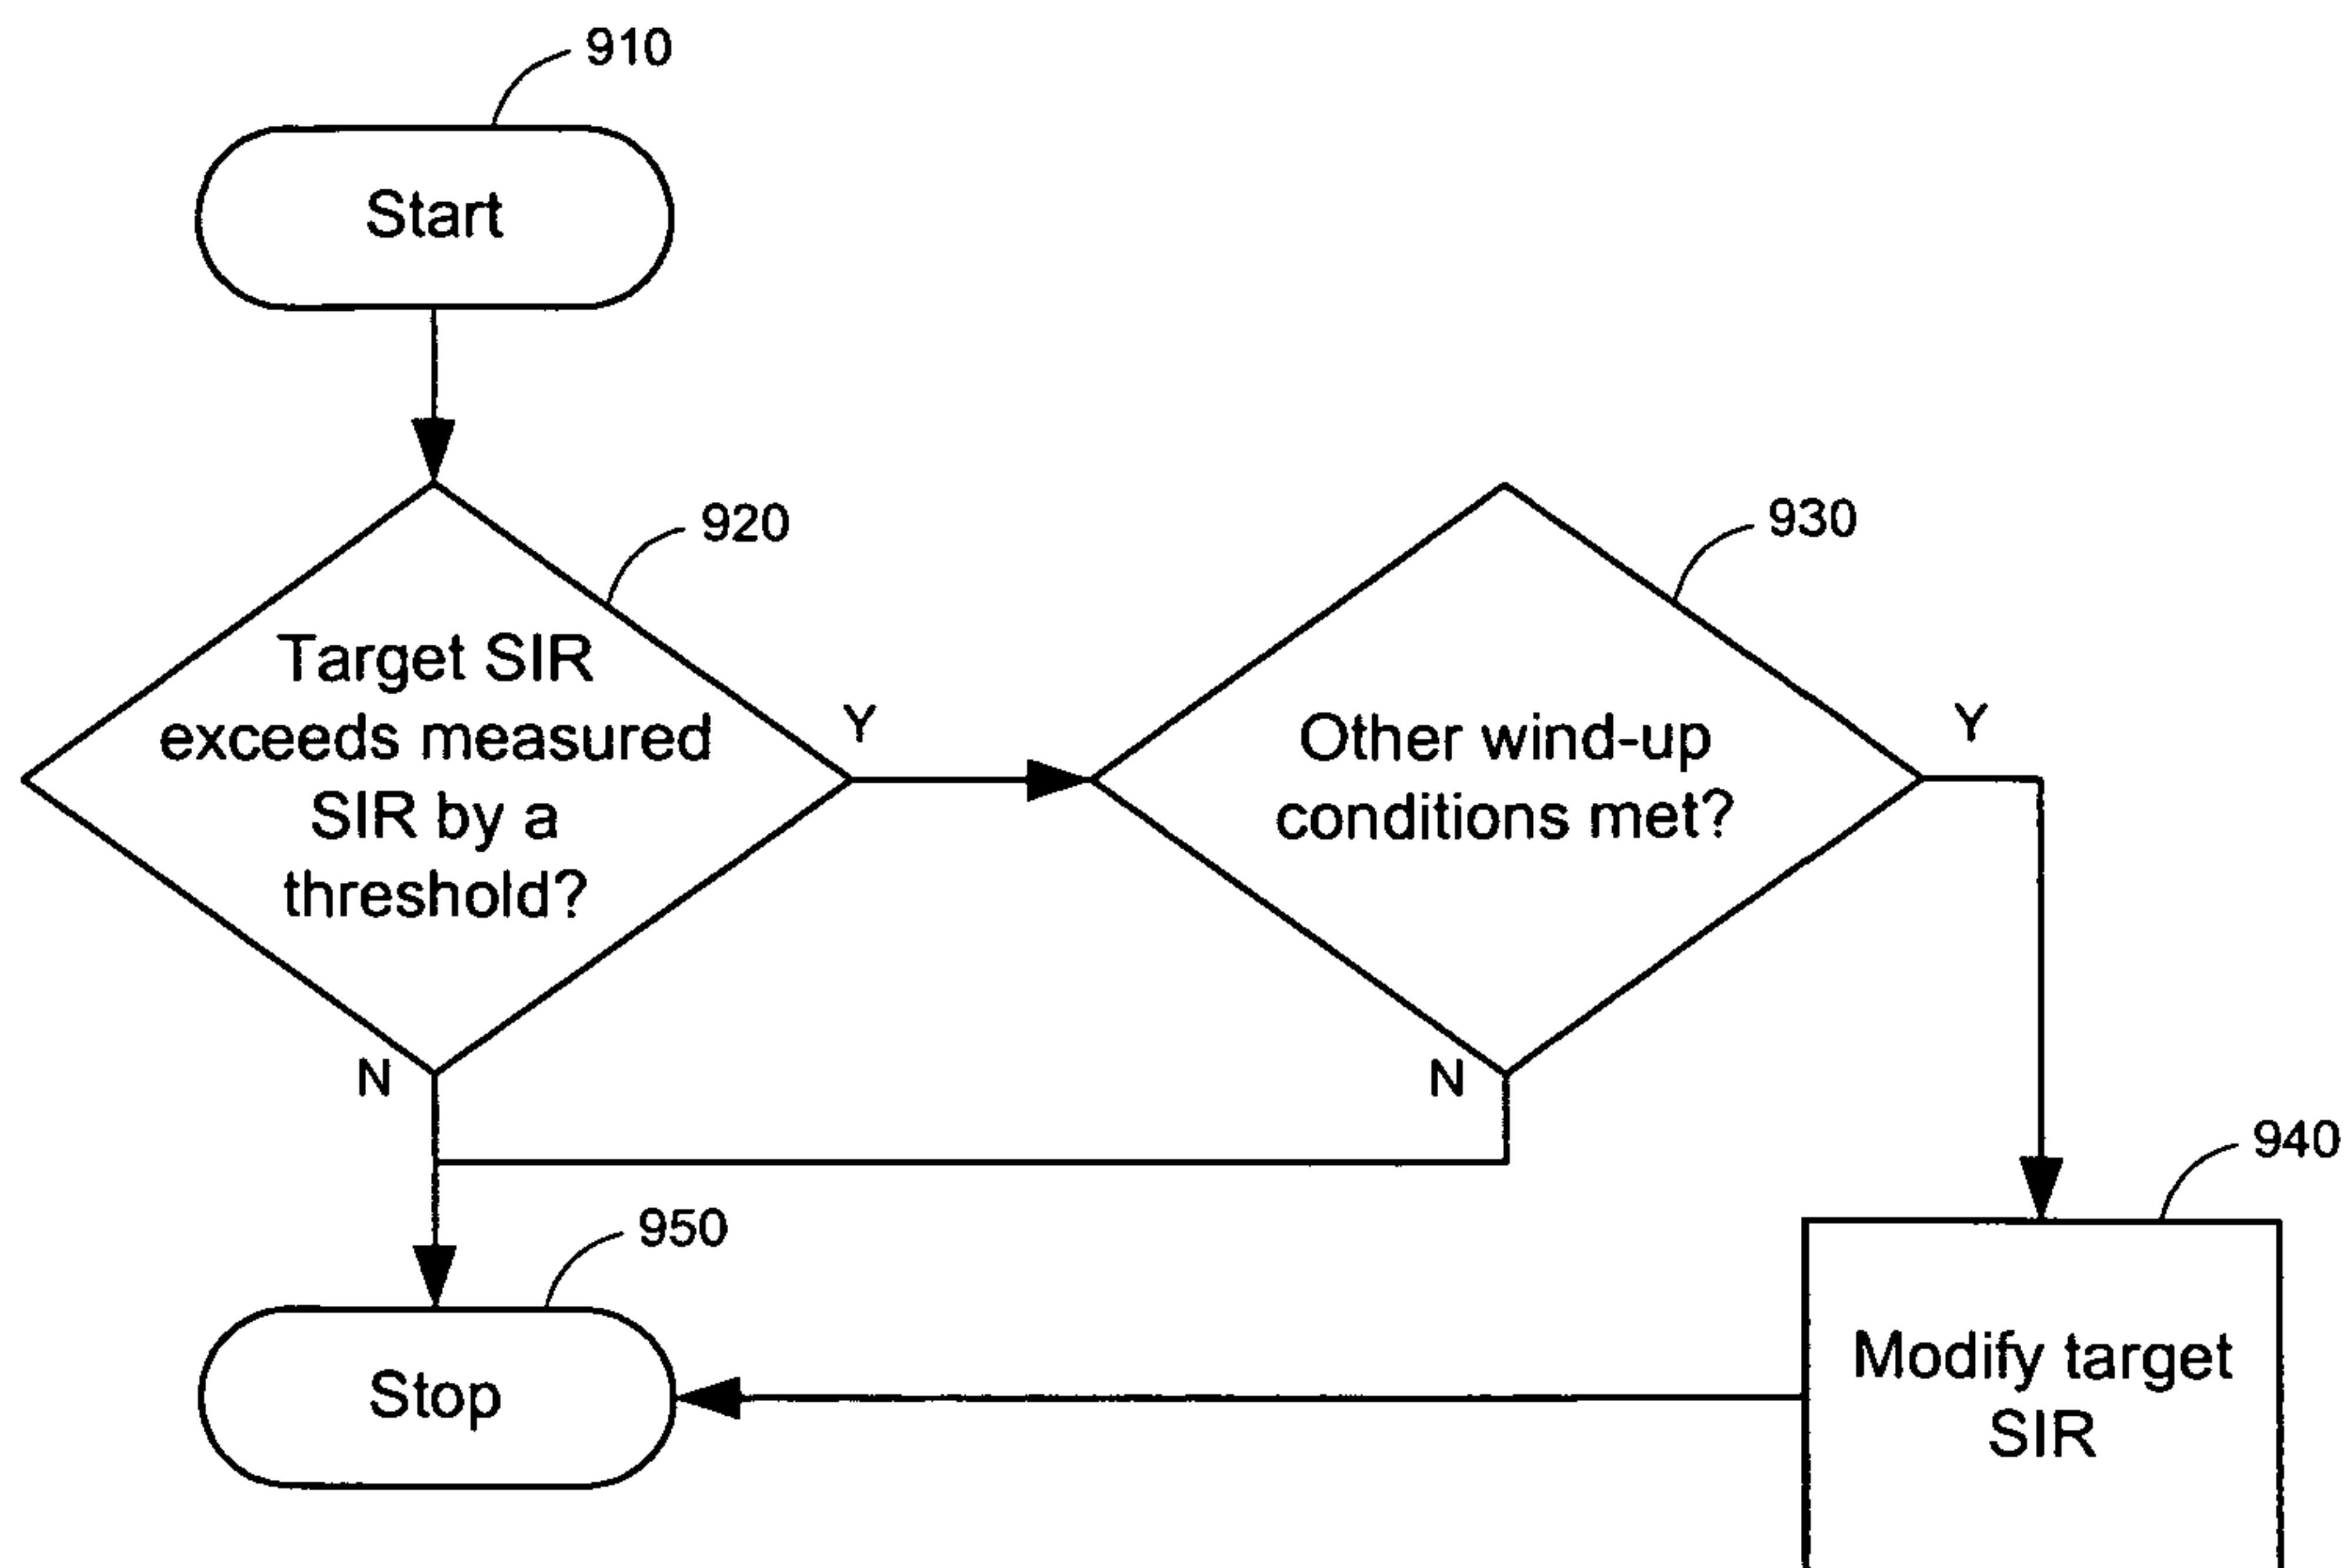 910
Start
920
Target SIR
exceeds measured
SIR by a
threshold?
Y
N
930
Other wind-up
conditions met?
Y
N
940
Modify target
SIR
950
Stop